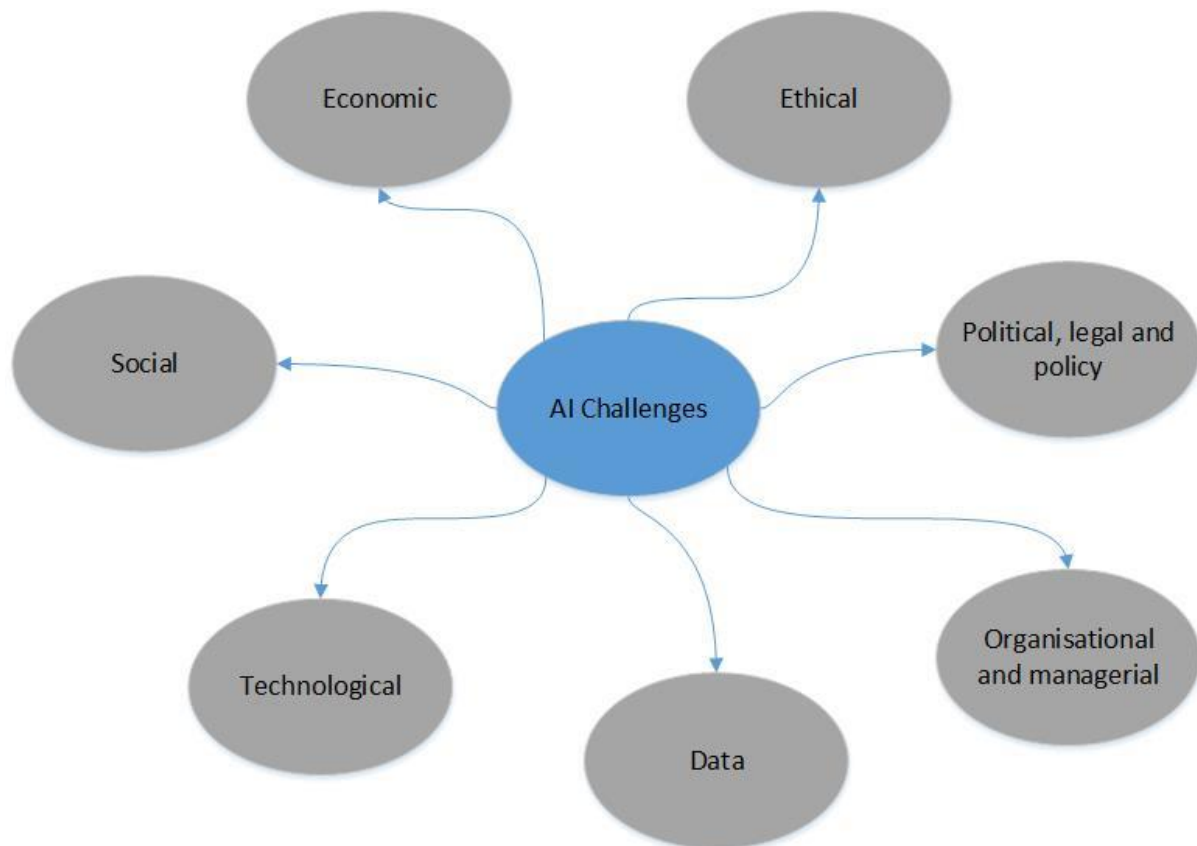 Economic
Ethical
Social
AI Challenges
Political, legal and
policy
Technological
Data
Organisational
and managerial